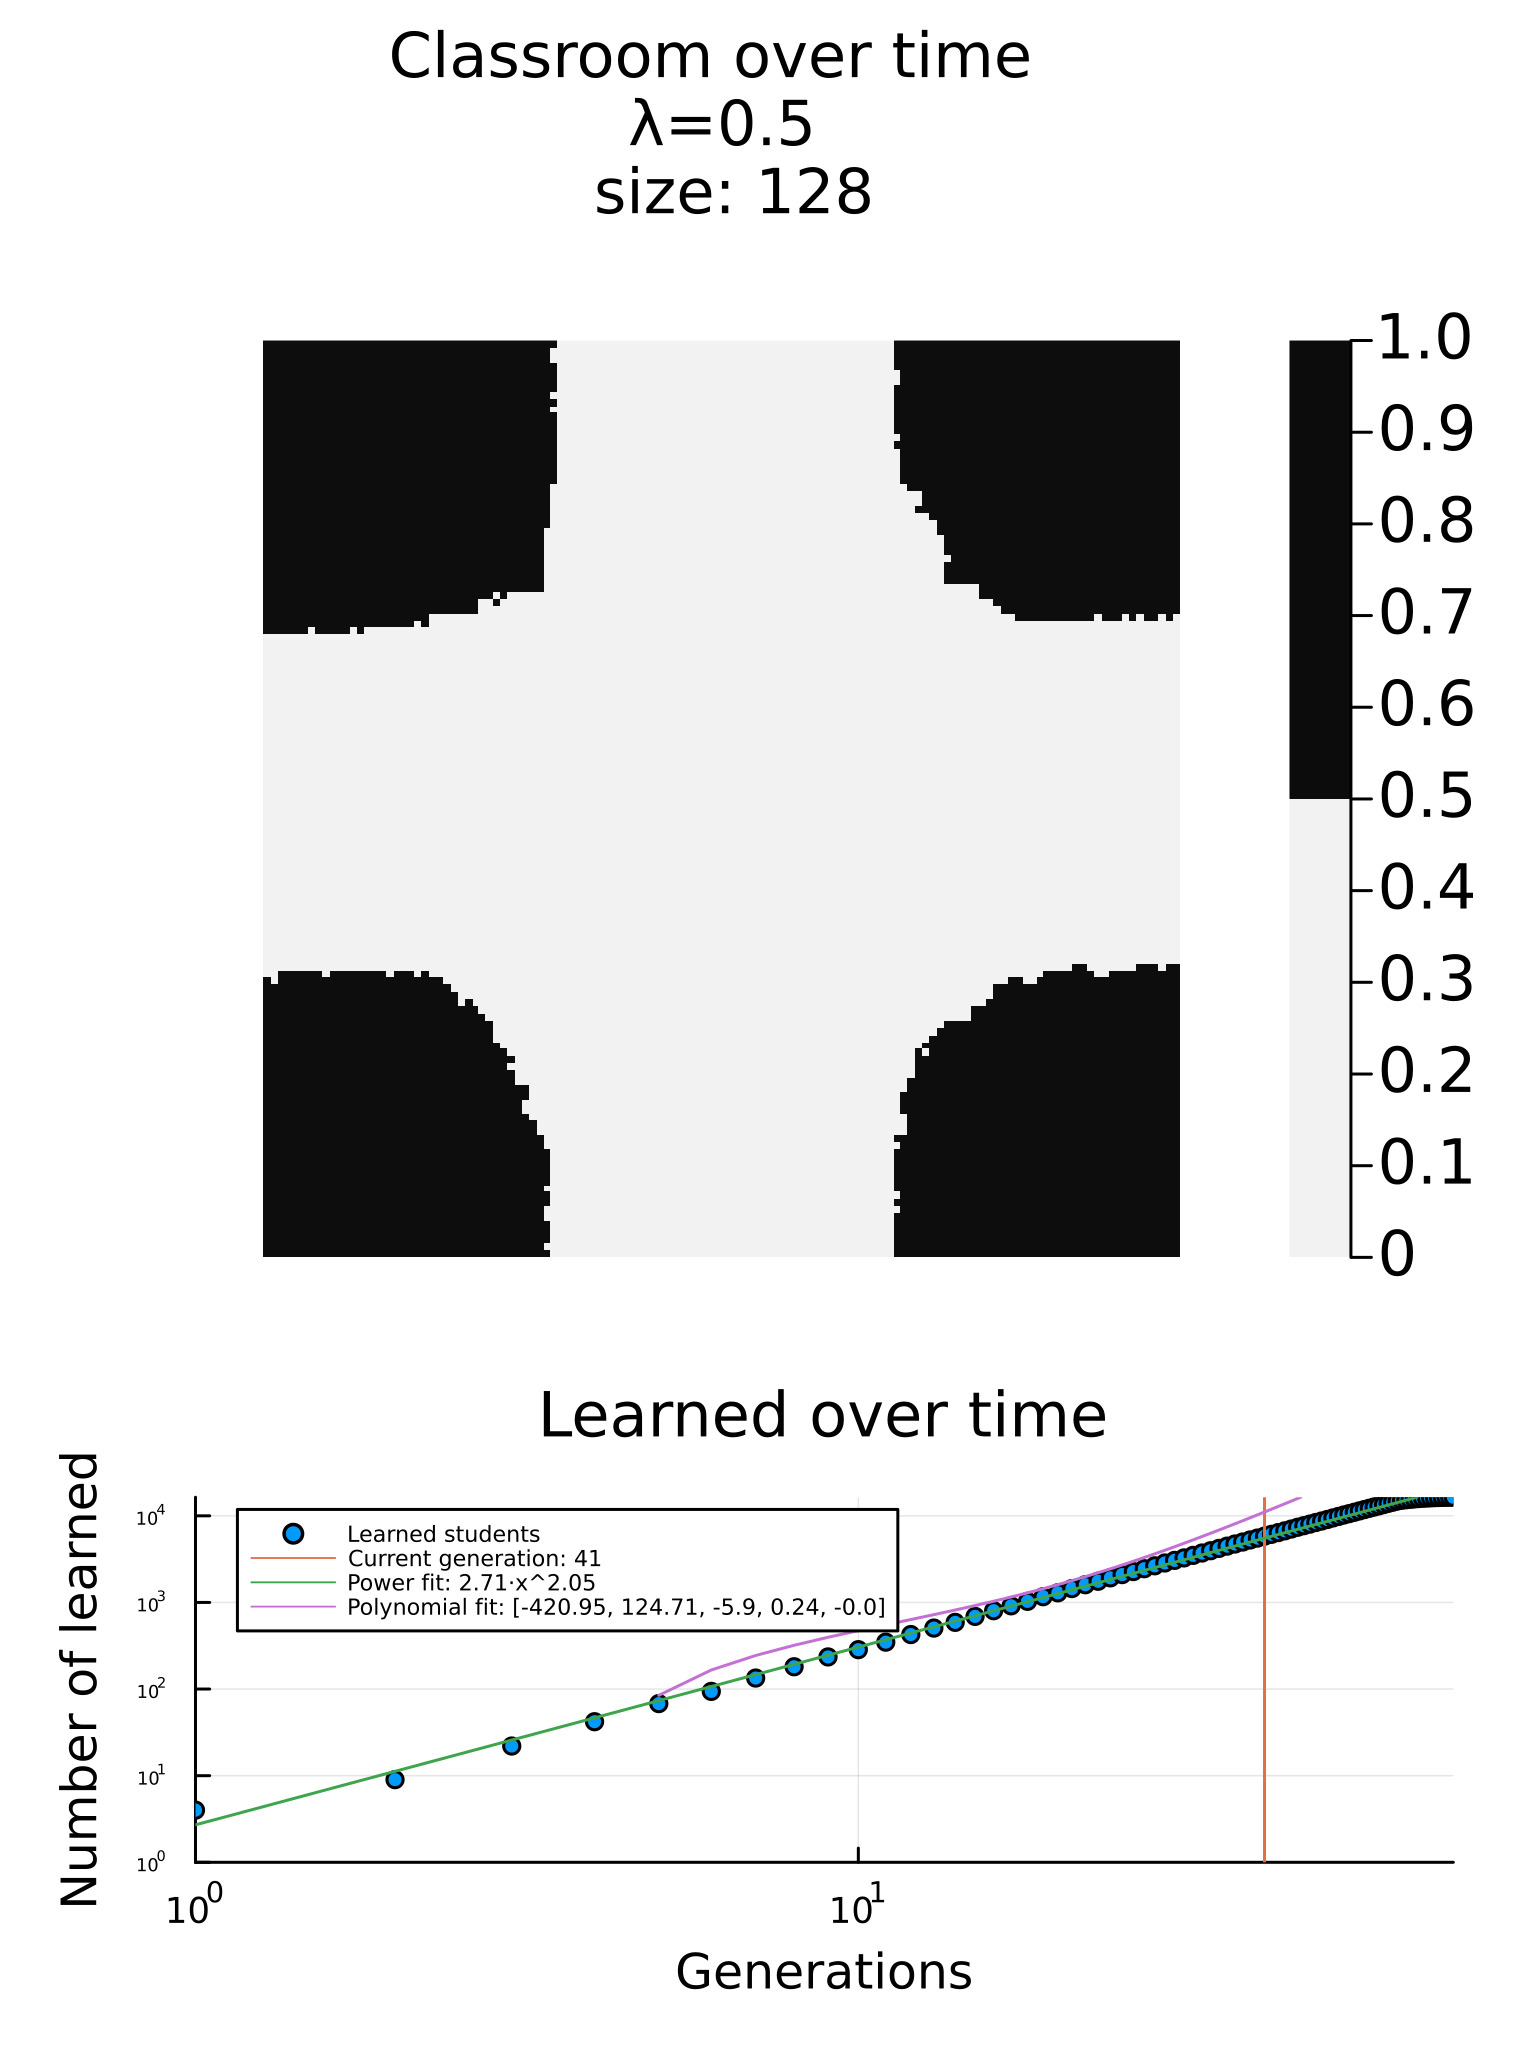 Classroom over time
λ=0.5
size: 128
1.0
0.9
0.8
0.7
0.6
0.5
0.4
0.3
0.2
0.1
0
Learned over time
Number of learned
10^4
10^3
10^2
10^1
10^0
Learned students
Current generation: 41
Power fit: 2.71·x^2.05
Polynomial fit: [-420.95, 124.71, -5.9, 0.24, -0.0]
10^0
10^1
Generations